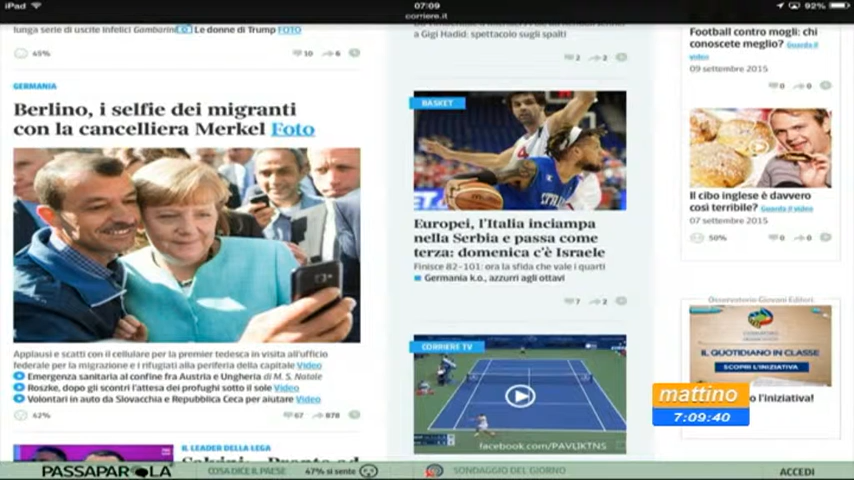 iPad
07:09
92%
corriere.it
lunga serie di uscite infelici Gambarini Le donne di Trump FOTO
45%
10
6
GERMANIA
Berlino, i selfie dei migranti
con la cancelliera Merkel Foto
Applausi e scatti con il cellulare per la premier tedesca in visita all'ufficio
federale per la migrazione e i rifugiati alla periferia della capitale Video
Emergenza sanitaria al confine fra Austria e Ungheria di M. S. Natale
Roszke, dopo gli scontri l'attesa dei profughi sotto il sole Video
Volontari in auto da Slovacchia e Repubblica Ceca per aiutare Video
42%
67
878
IL LEADER DELLA LEGA
a Gigi Hadid: spettacolo sugli spalti
2
2
BASKET
ITALIA
Europei, l'Italia inciampa
nella Serbia e passa come
terza: domenica c'è Israele
Finisce 82-101: ora la sfida che vale i quarti
Germania k.o., azzurri agli ottavi
7
2
CORRIERE TV
facebook.com/PAVLIKTNS
Football contro mogli: chi
conoscete meglio? Guarda il
video
09 settembre 2015
0
0
Il cibo inglese è davvero
così terribile? Guarda il video
07 settembre 2015
50%
0
0
Osservatorio Giovani Editori
IL QUOTIDIANO IN CLASSE
SCOPRI L'INIZIATIVA
o l'iniziativa!
mattino
7:09:40
PASSAPAROLA
COSA DICE IL PAESE
47% si sente
SONDAGGIO DEL GIORNO
ACCEDI